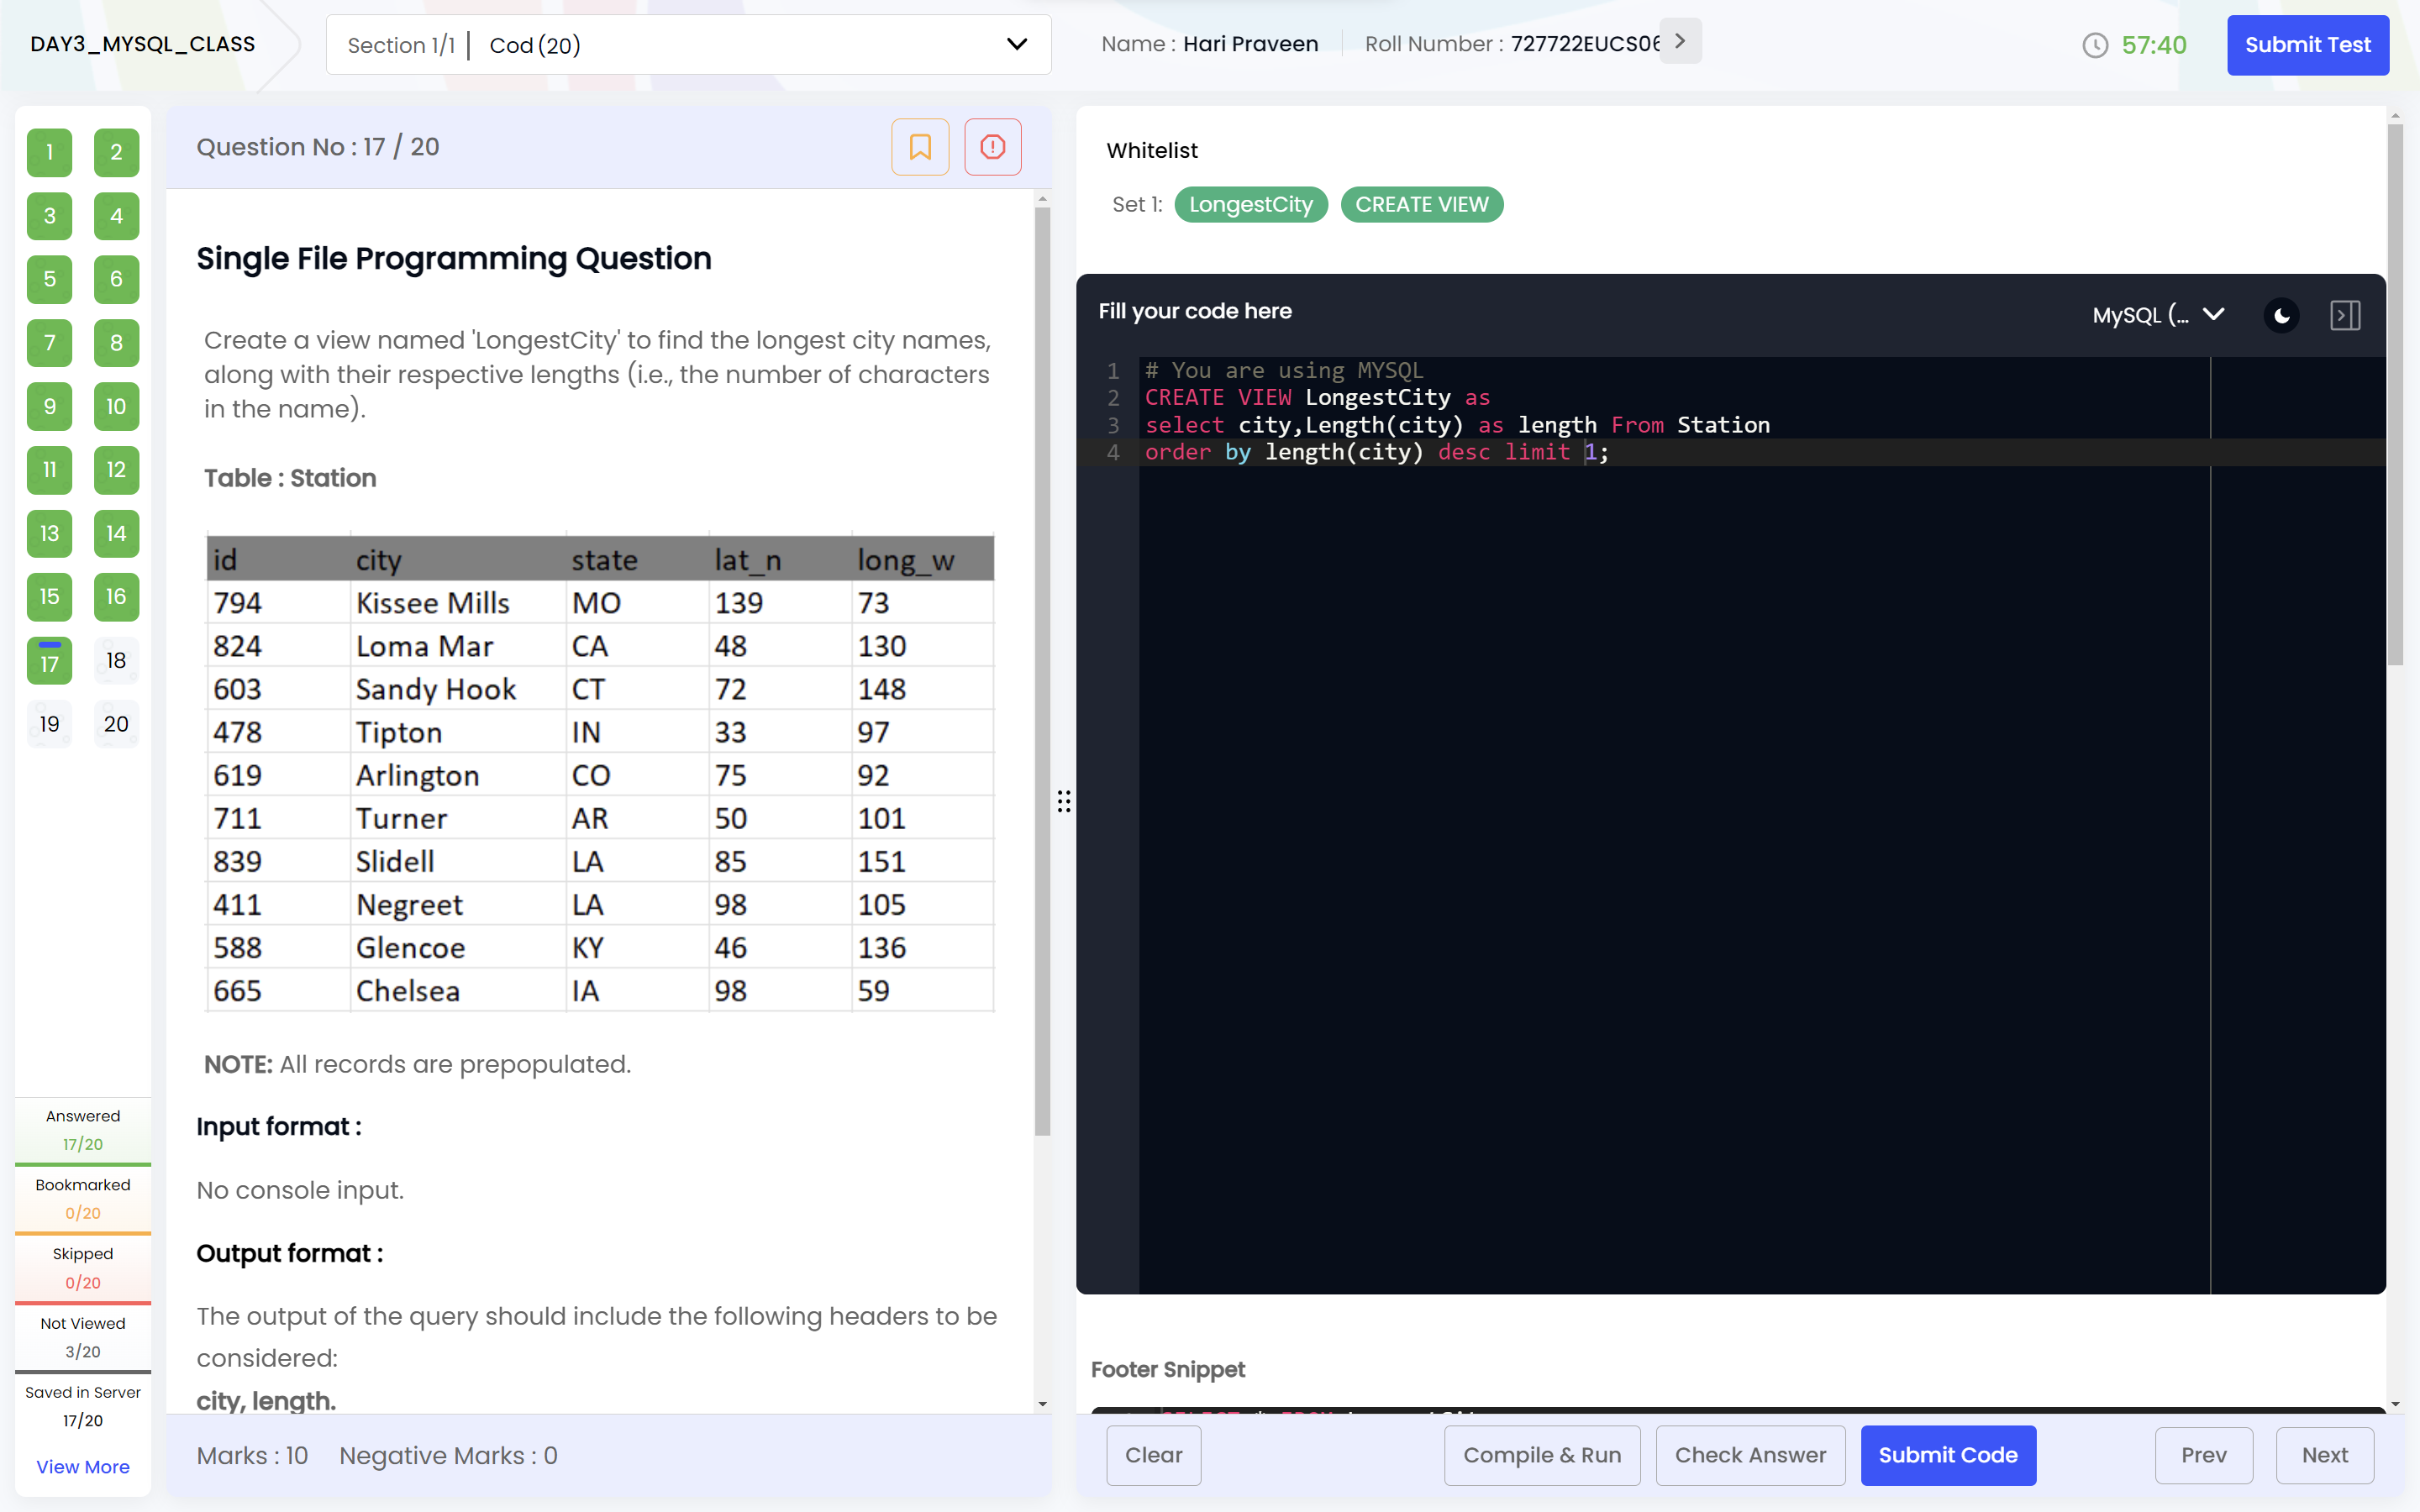 DAY3_MYSQL_CLASS
Section 1/1 | Cod (20)
Name : Hari Praveen
Roll Number : 727722EUCS06
57:40
Submit Test
1 2
3 4
5 6
7 8
9 10
11 12
13 14
15 16
17 18
19 20
Answered
17/20
Bookmarked
0/20
Skipped
0/20
Not Viewed
3/20
Saved in Server
17/20
View More
Question No : 17 / 20
Single File Programming Question
Create a view named 'LongestCity' to find the longest city names,
along with their respective lengths (i.e., the number of characters
in the name).
Table : Station
id city state lat_n long_w
794 Kissee Mills MO 139 73
824 Loma Mar CA 48 130
603 Sandy Hook CT 72 148
478 Tipton IN 33 97
619 Arlington CO 75 92
711 Turner AR 50 101
839 Slidell LA 85 151
411 Negreet LA 98 105
588 Glencoe KY 46 136
665 Chelsea IA 98 59
NOTE: All records are prepopulated.
Input format :
No console input.
Output format :
The output of the query should include the following headers to be
considered:
city, length.
Marks : 10 Negative Marks : 0
Whitelist
Set 1: LongestCity CREATE VIEW
Fill your code here
MySQL (...
1 # You are using MYSQL
2 CREATE VIEW LongestCity as
3 select city,Length(city) as length From Station
4 order by length(city) desc limit 1;
Footer Snippet
Clear
Compile & Run
Check Answer
Submit Code
Prev
Next